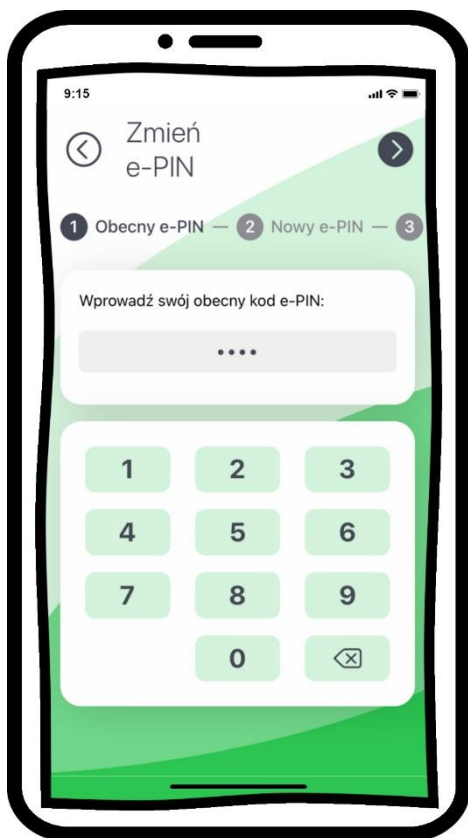 9:15
Zmień
e-PIN
1 Obecny e-PIN — 2 Nowy e-PIN — 3
Wprowadź swój obecny kod e-PIN:
••••
1 2 3
4 5 6
7 8 9
0